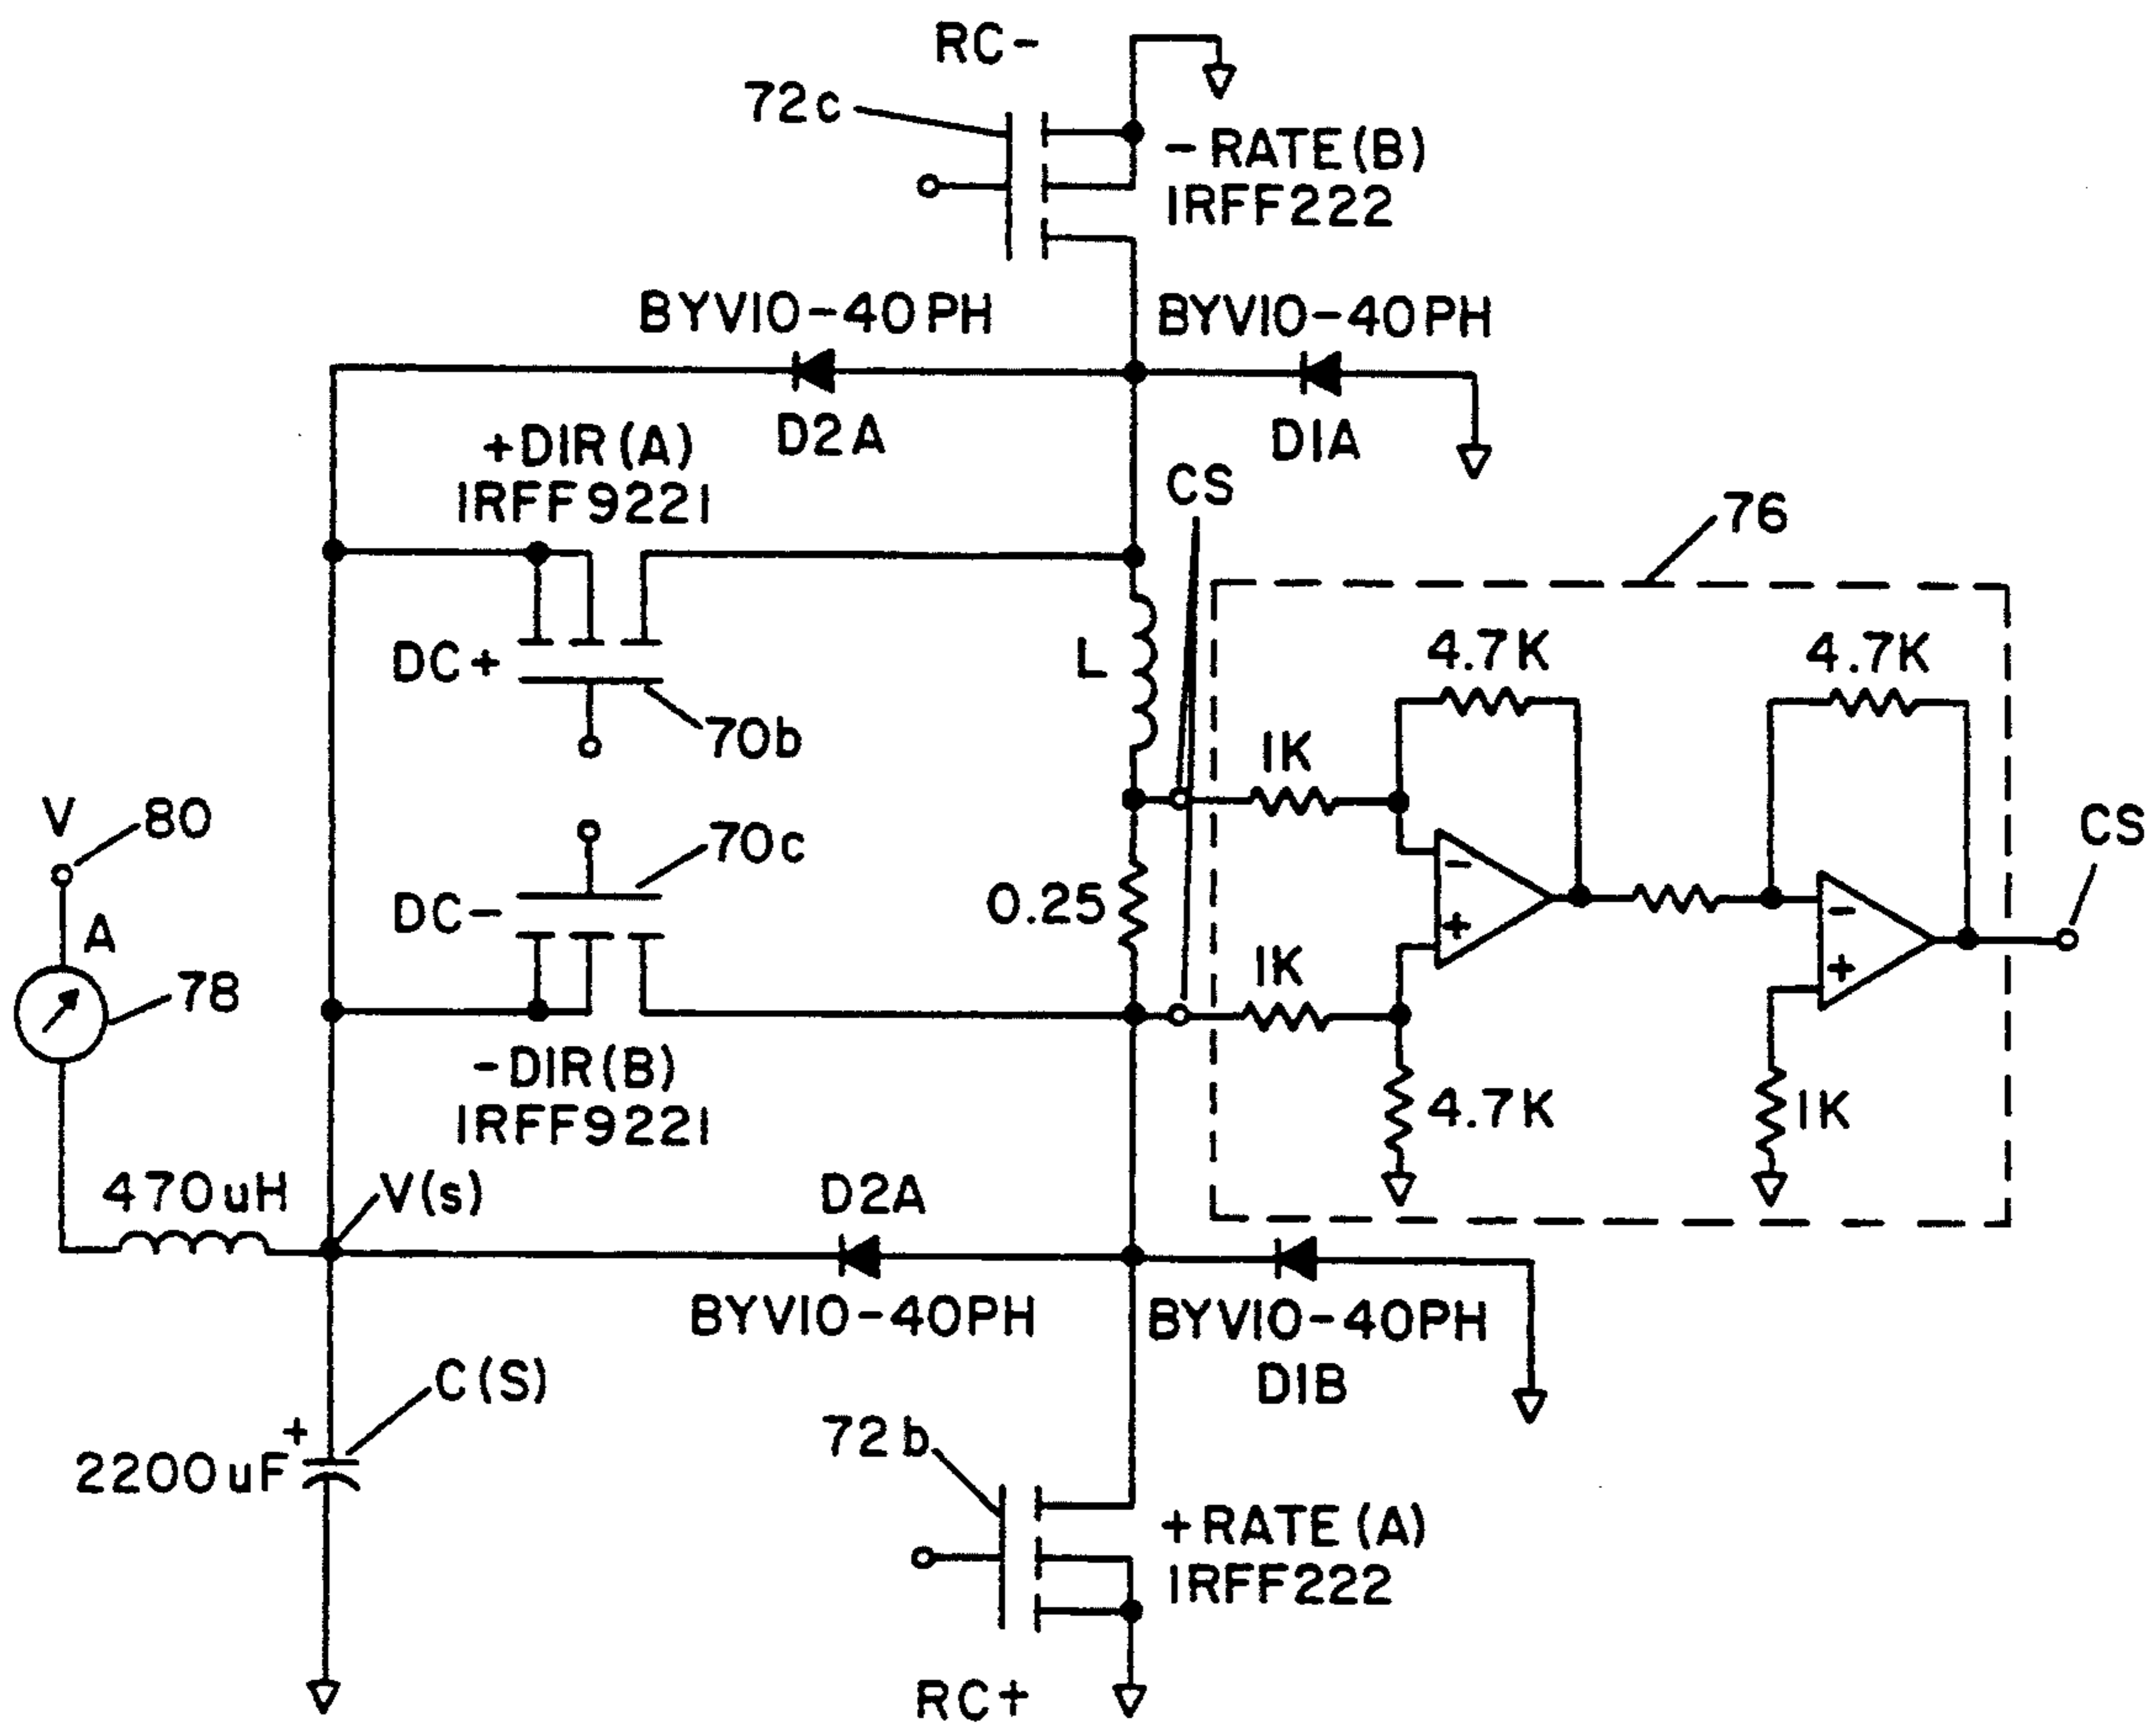 RC-
72c
-RATE(B)
IRFF222
BYV10-40PH
BYV10-40PH
D2A
D1A
+DIR(A)
IRFF9221
CS
76
DC+
70b
L
4.7K
4.7K
1K
V
80
70c
DC-
0.25
A
78
-
+
1K
-
+
CS
-DIR(B)
IRFF9221
4.7K
1K
470uH
V(s)
D2A
BYV10-40PH
BYV10-40PH
D1B
C(S)
+
2200uF
72b
+RATE(A)
IRFF222
RC+